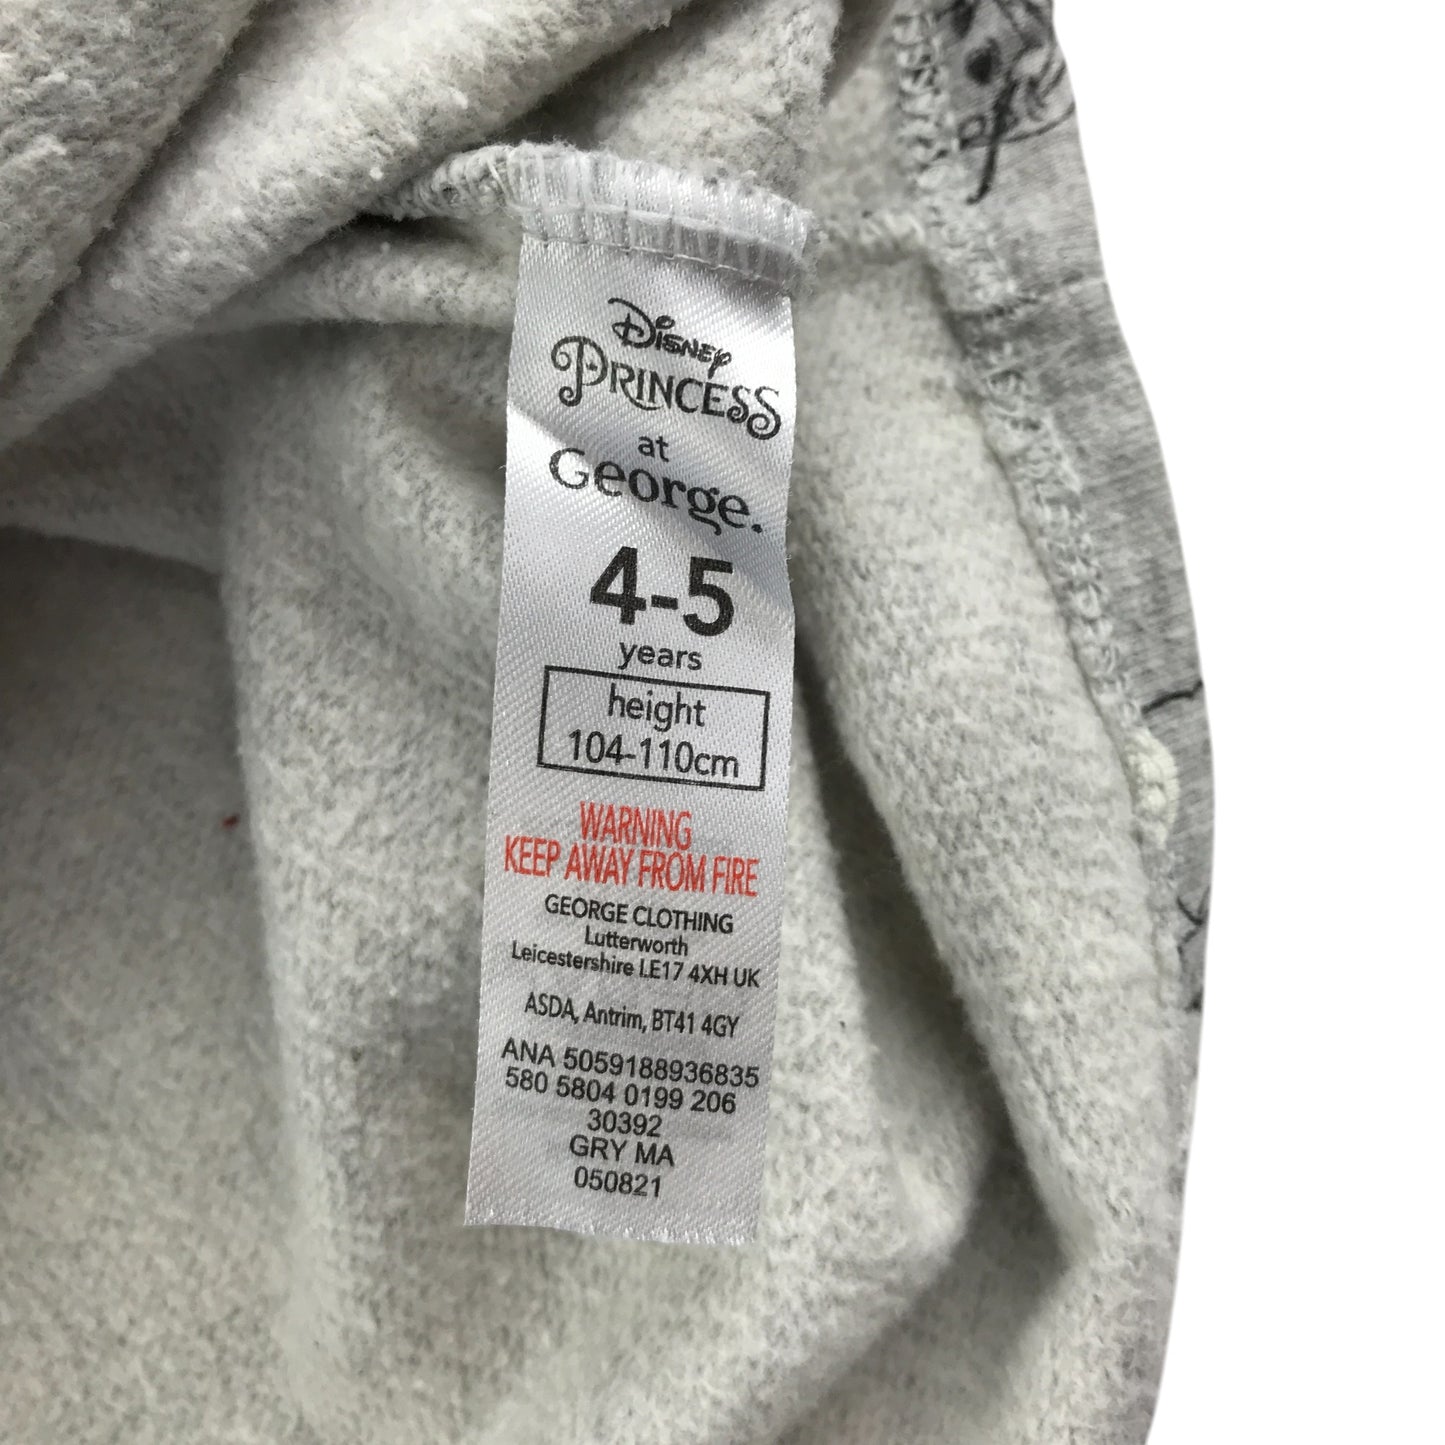 Disney
PRINCESS
at
George.
4-5
years
height
104-110cm
WARNING
KEEP AWAY FROM FIRE
GEORGE CLOTHING
Lutterworth
Leicestershire LE17 4XH UK
ASDA, Antrim, BT41 4GY
ANA 5059188936835
580 5804 0199 206
30392
GRY MA
050821